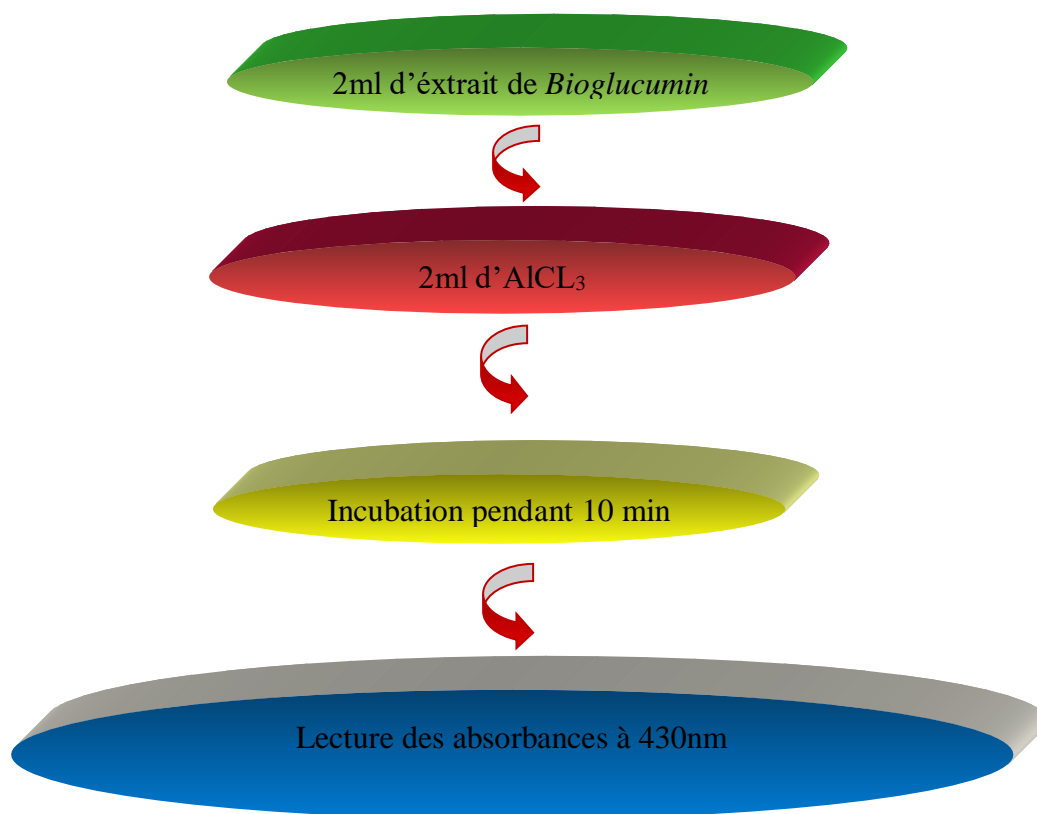 2ml d’éxtrait de Bioglucumin
2ml d’AlCL₃
Incubation pendant 10 min
Lecture des absorbances à 430nm